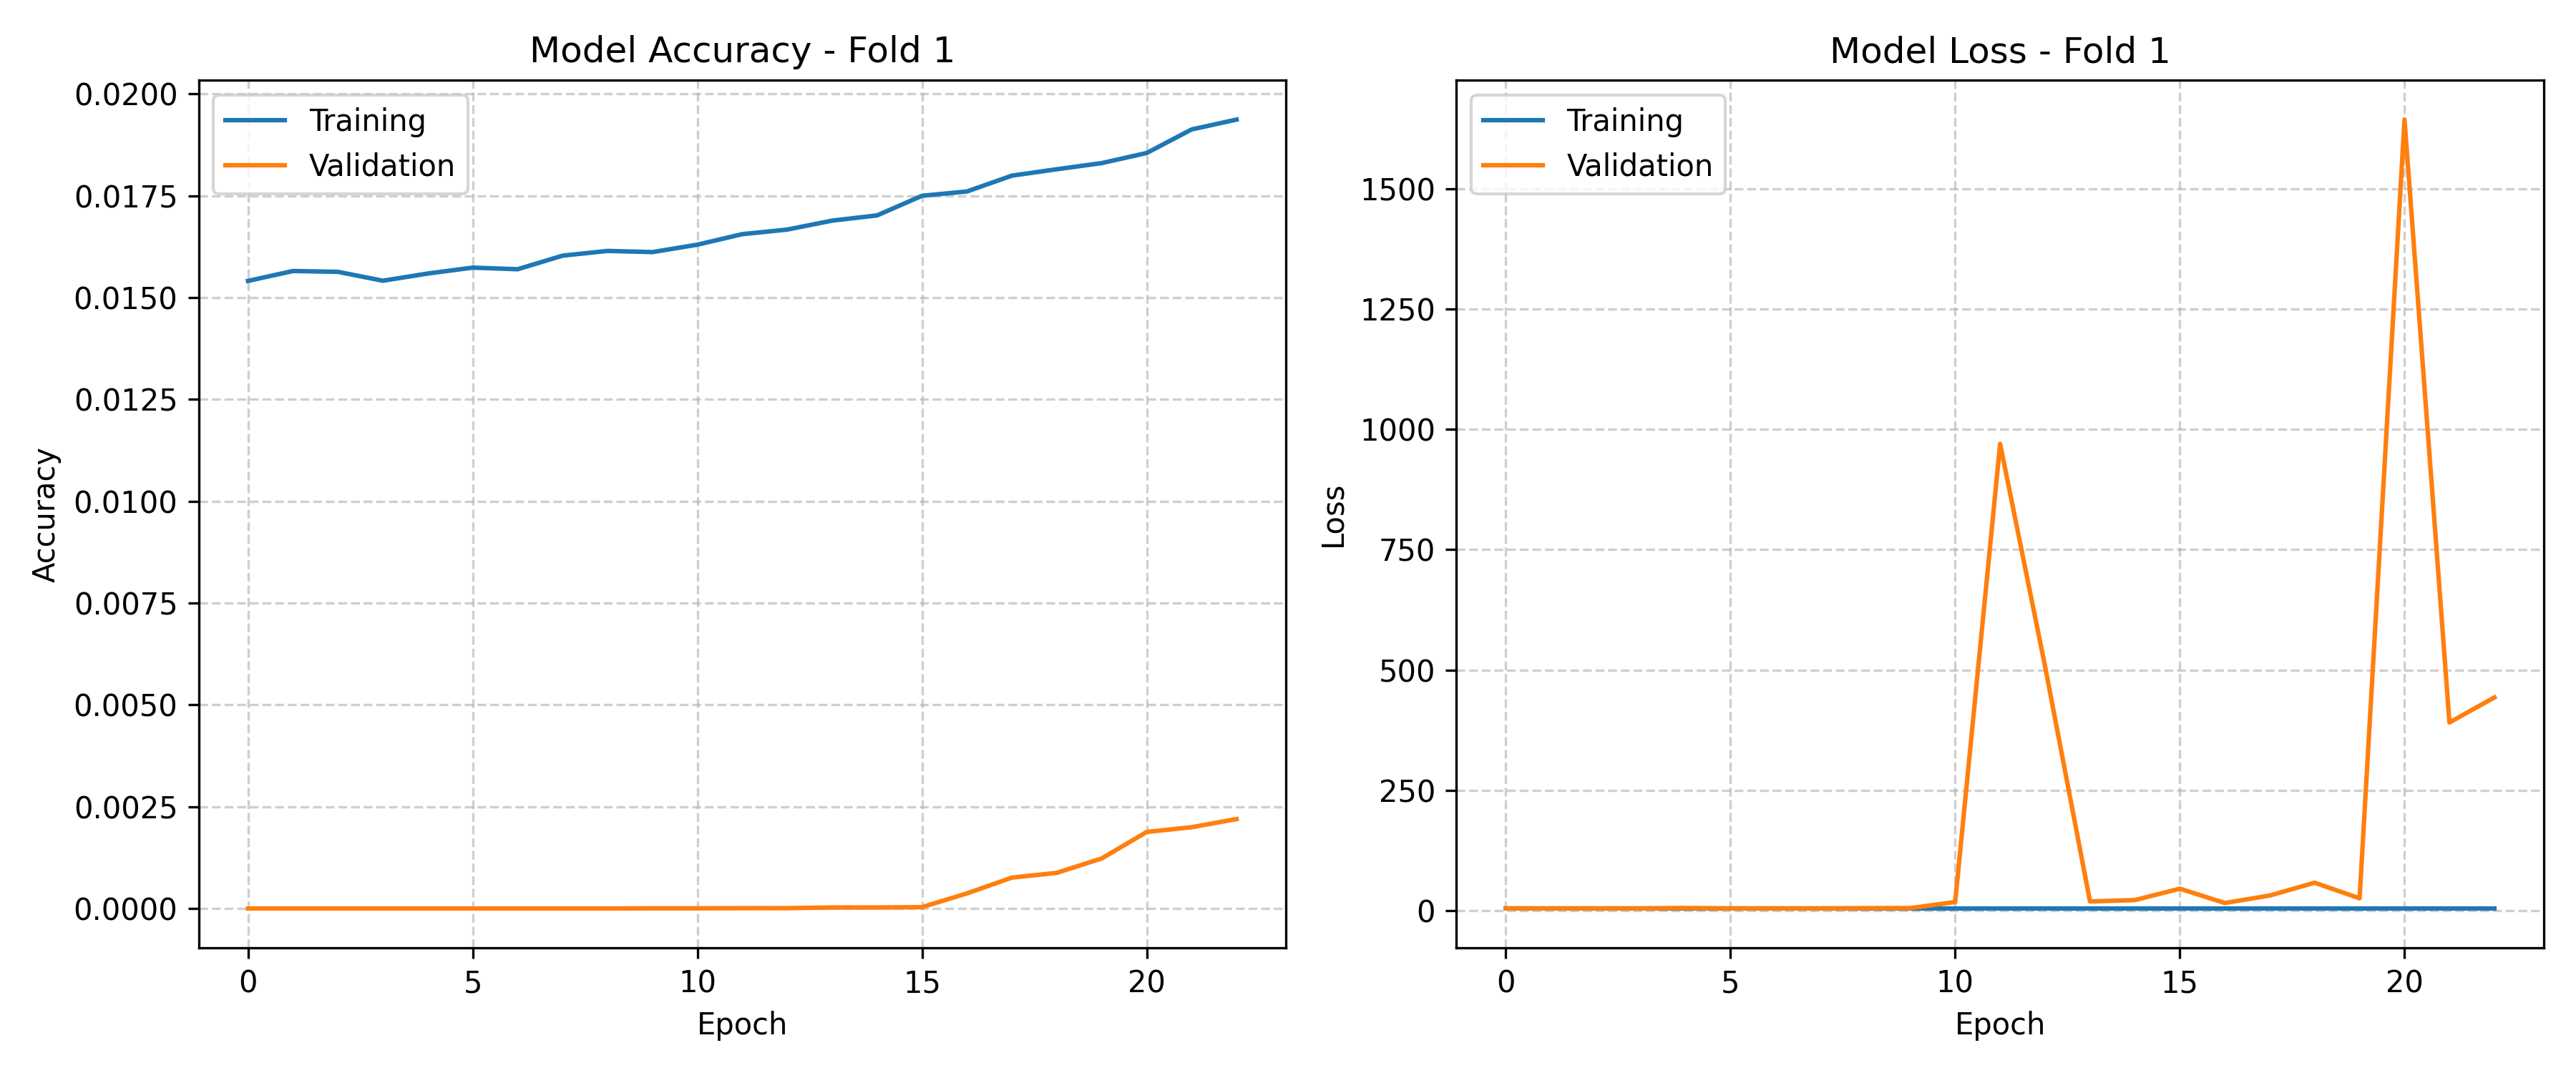 Model Accuracy - Fold 1
Training
Validation
0.0200
0.0175
0.0150
0.0125
0.0100
0.0075
0.0050
0.0025
0.0000
Accuracy
0 5 10 15 20
Epoch
Model Loss - Fold 1
Training
Validation
1500
1250
1000
750
500
250
0
Loss
0 5 10 15 20
Epoch